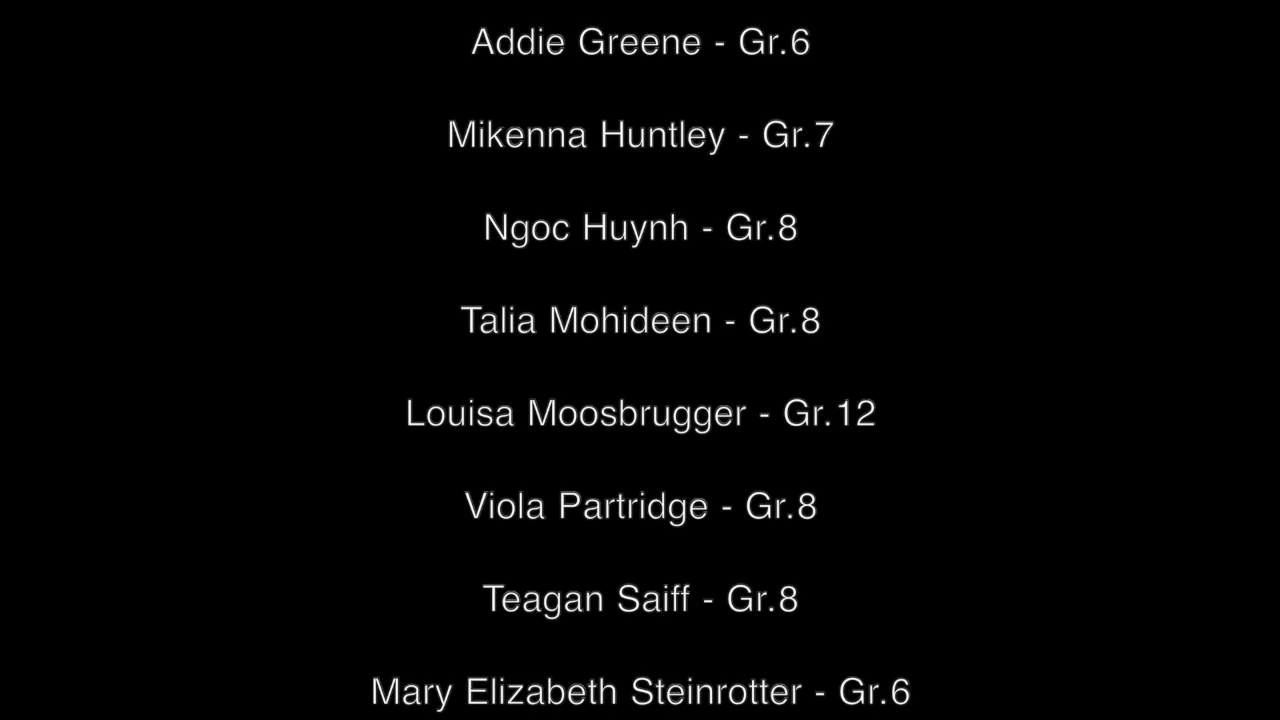 Addie Greene - Gr.6
Mikenna Huntley - Gr.7
Ngoc Huynh - Gr.8
Talia Mohideen - Gr.8
Louisa Moosbrugger - Gr.12
Viola Partridge - Gr.8
Teagan Saiff - Gr.8
Mary Elizabeth Steinrotter - Gr.6